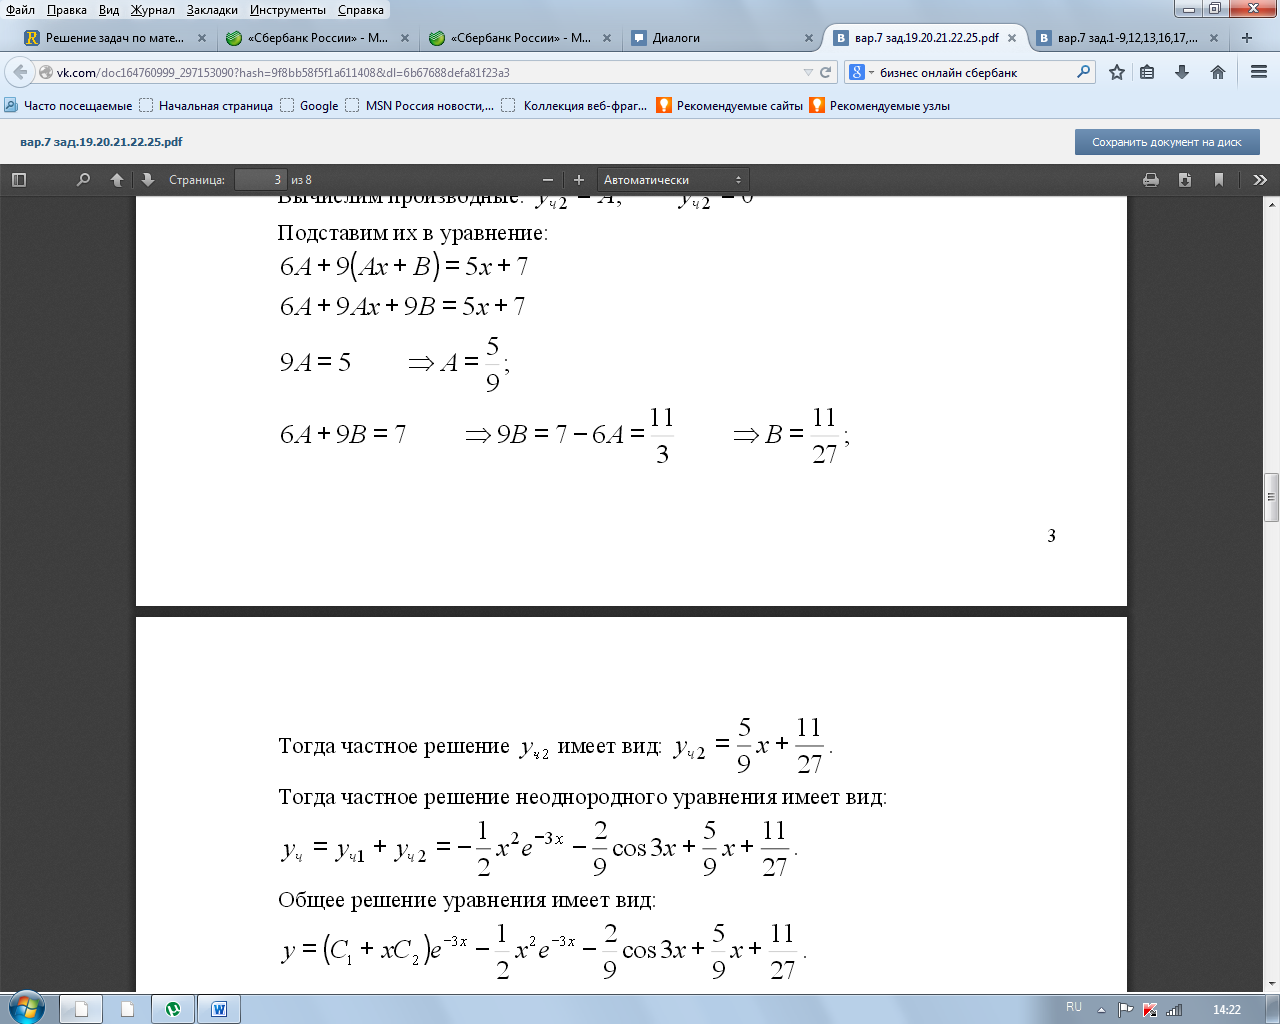 Файл Правка Вид Журнал Закладки Инструменты Справка
Решение задач по мате... «Сбербанк России» - М... «Сбербанк России» - М... Диалоги вар.7 зад.19.20.21.22.25.pdf вар.7 зад.1-9,12,13,16,17,...
vk.com/doc164760999_297153090?hash=9f8bb58f5f1a611408&dl=6b67688defa81f23a3 бизнес онлайн сбербанк
Часто посещаемые Начальная страница Google MSN Россия новости,... Коллекция веб-фраг... Рекомендуемые сайты Рекомендуемые узлы
вар.7 зад.19.20.21.22.25.pdf Сохранить документ на диск
Страница: 3 из 8 Автоматически
Вычислим производные: y_ч2 = A, y_ч2 = 0
Подставим их в уравнение:
6A + 9(Ax + B) = 5x + 7
6A + 9Ax + 9B = 5x + 7
9A = 5 ⇒ A = 5/9;
6A + 9B = 7 ⇒ 9B = 7 − 6A = 11/3 ⇒ B = 11/27;
3
Тогда частное решение y_ч2 имеет вид: y_ч2 = 5/9 x + 11/27.
Тогда частное решение неоднородного уравнения имеет вид:
y_ч = y_ч1 + y_ч2 = −1/2 x² e^(−3x) − 2/9 cos 3x + 5/9 x + 11/27.
Общее решение уравнения имеет вид:
y = (C₁ + xC₂)e^(−3x) − 1/2 x² e^(−3x) − 2/9 cos 3x + 5/9 x + 11/27.
RU 14:22